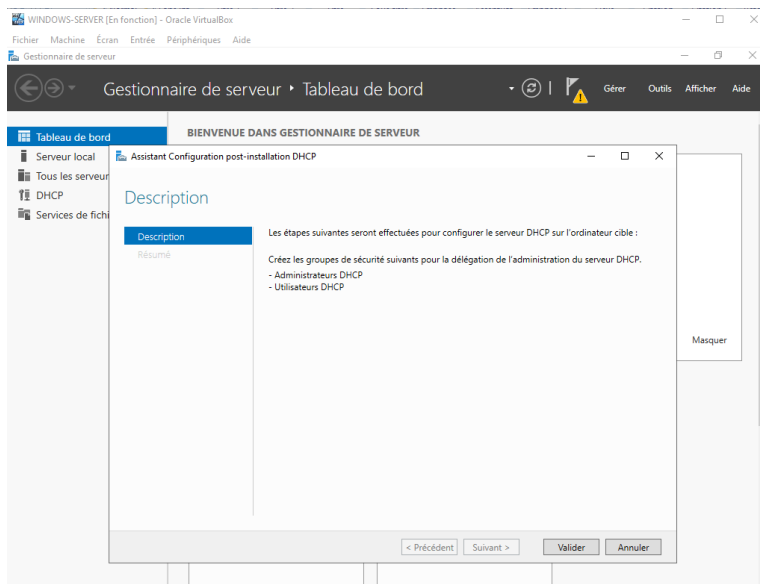 WINDOWS-SERVER [En fonction] - Oracle VirtualBox
Fichier Machine Écran Entrée Périphériques Aide
Gestionnaire de serveur
Gestionnaire de serveur • Tableau de bord
Gérer Outils Afficher Aide
Tableau de bord
Serveur local
Tous les serveur
DHCP
Services de fichi
BIENVENUE DANS GESTIONNAIRE DE SERVEUR
Assistant Configuration post-installation DHCP
Description
Description
Résumé
Les étapes suivantes seront effectuées pour configurer le serveur DHCP sur l'ordinateur cible :
Créez les groupes de sécurité suivants pour la délégation de l'administration du serveur DHCP.
- Administrateurs DHCP
- Utilisateurs DHCP
Masquer
< Précédent Suivant > Valider Annuler